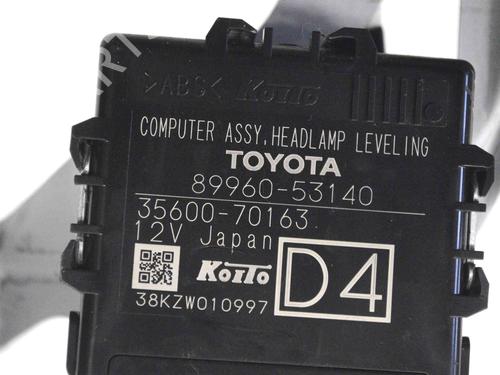 >ABS< Koito
COMPUTER ASSY, HEADLAMP LEVELING
TOYOTA
89960-53140
35600-70163
12V Japan
Koito
D4
38KZW010997